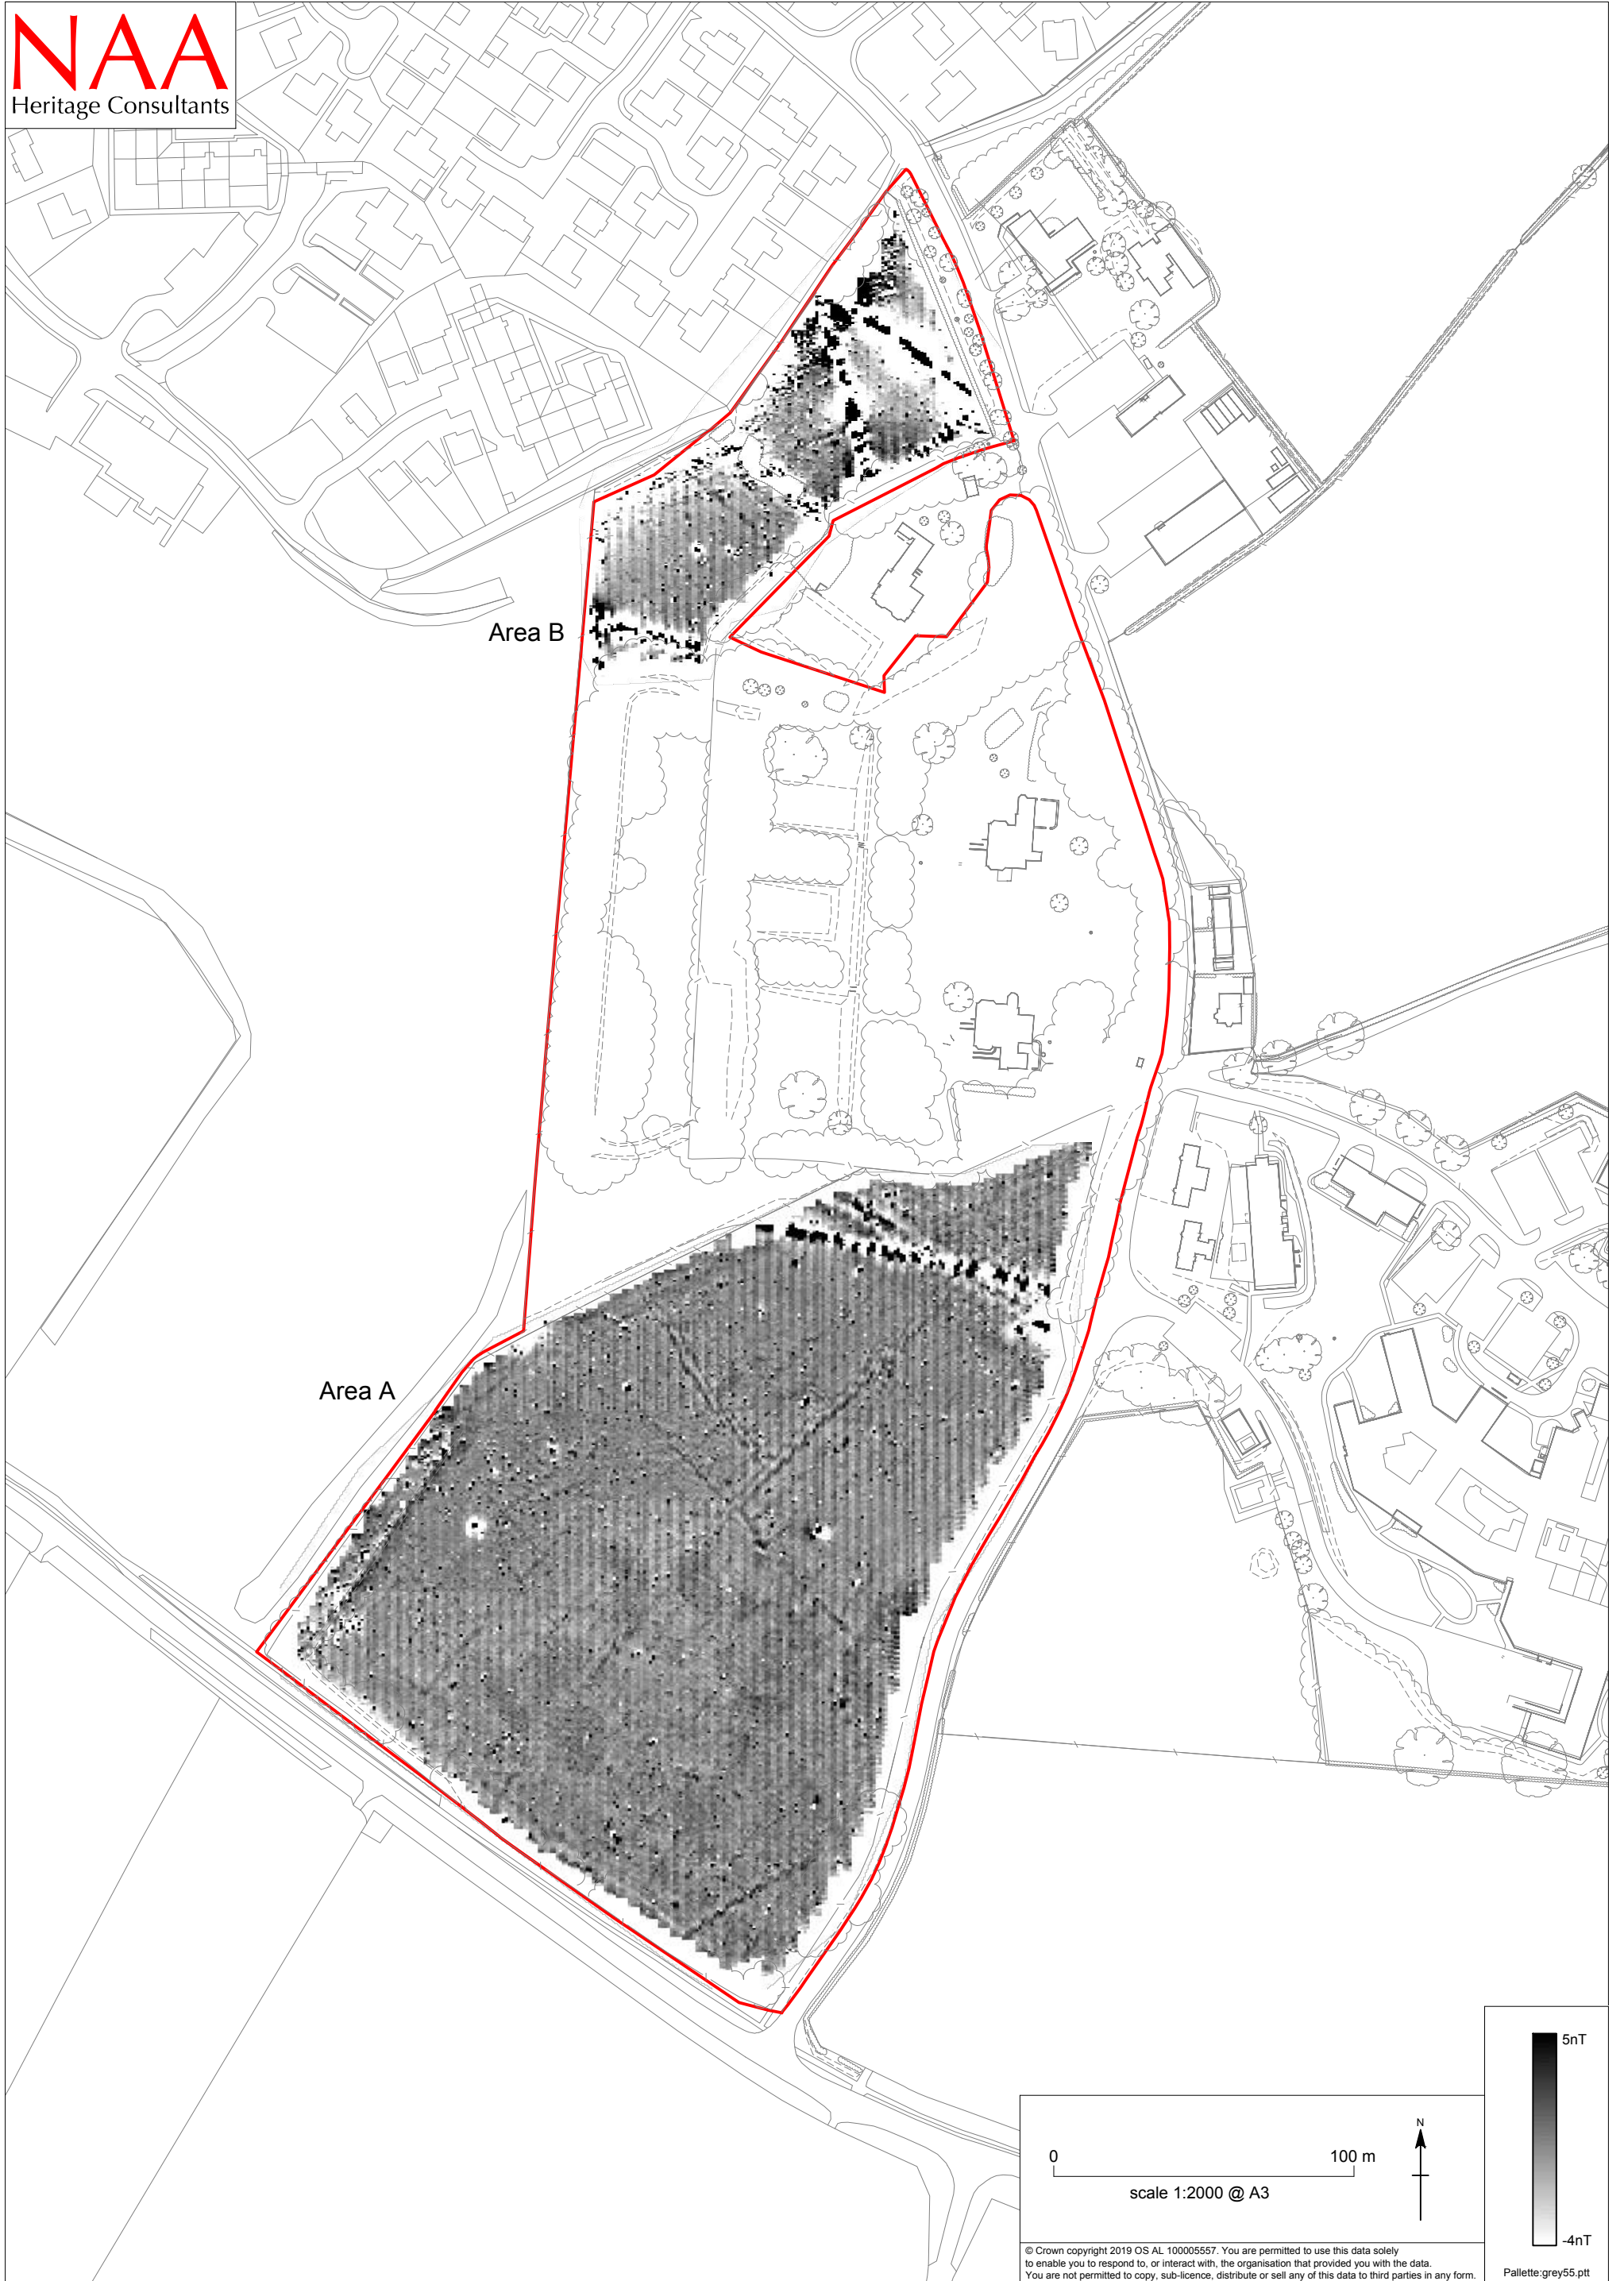 NAA
Heritage Consultants
Area B
Area A
0 100 m
N
scale 1:2000 @ A3
© Crown copyright 2019 OS AL 100005557. You are permitted to use this data solely
to enable you to respond to, or interact with, the organisation that provided you with the data.
You are not permitted to copy, sub-licence, distribute or sell any of this data to third parties in any form.
5nT
-4nT
Pallette:grey55.ptt